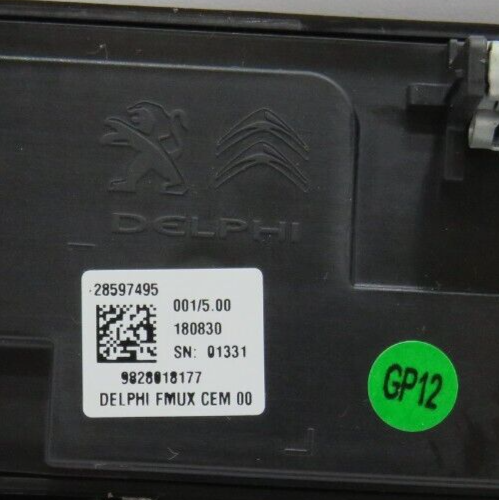 DELPHI
28597495
001/5.00
180830
SN: 01331
9828018177
DELPHI FMUX CEM 00
GP12